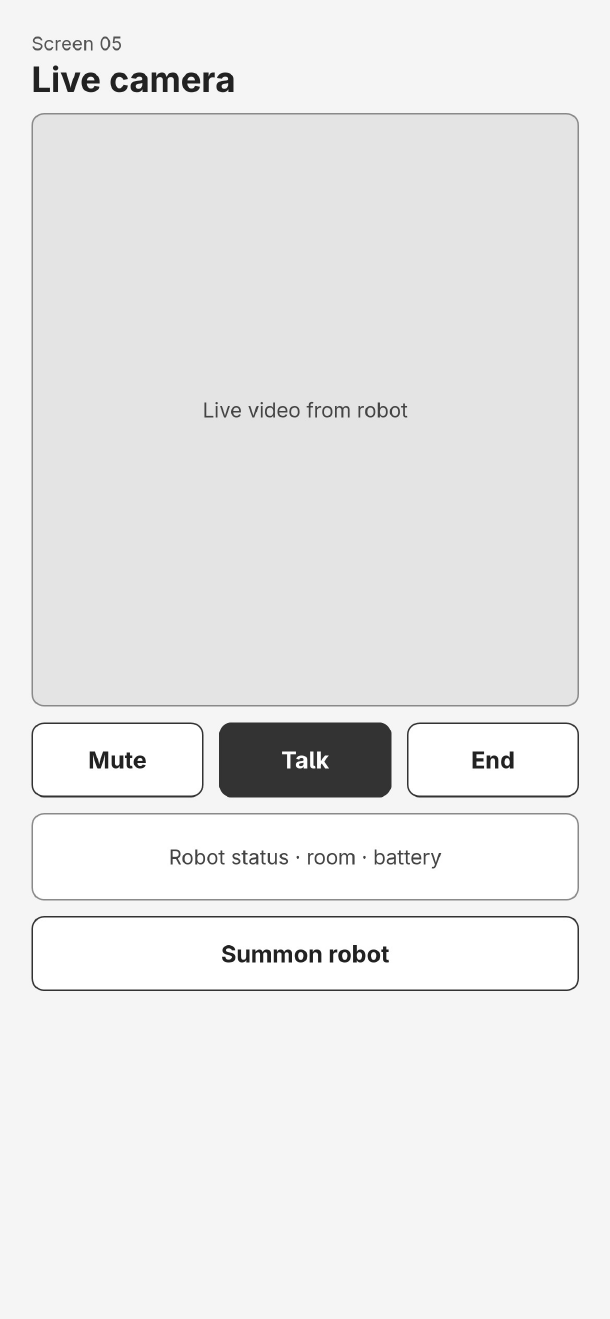 Screen 05
Live camera
Live video from robot
Mute
Talk
End
Robot status · room · battery
Summon robot